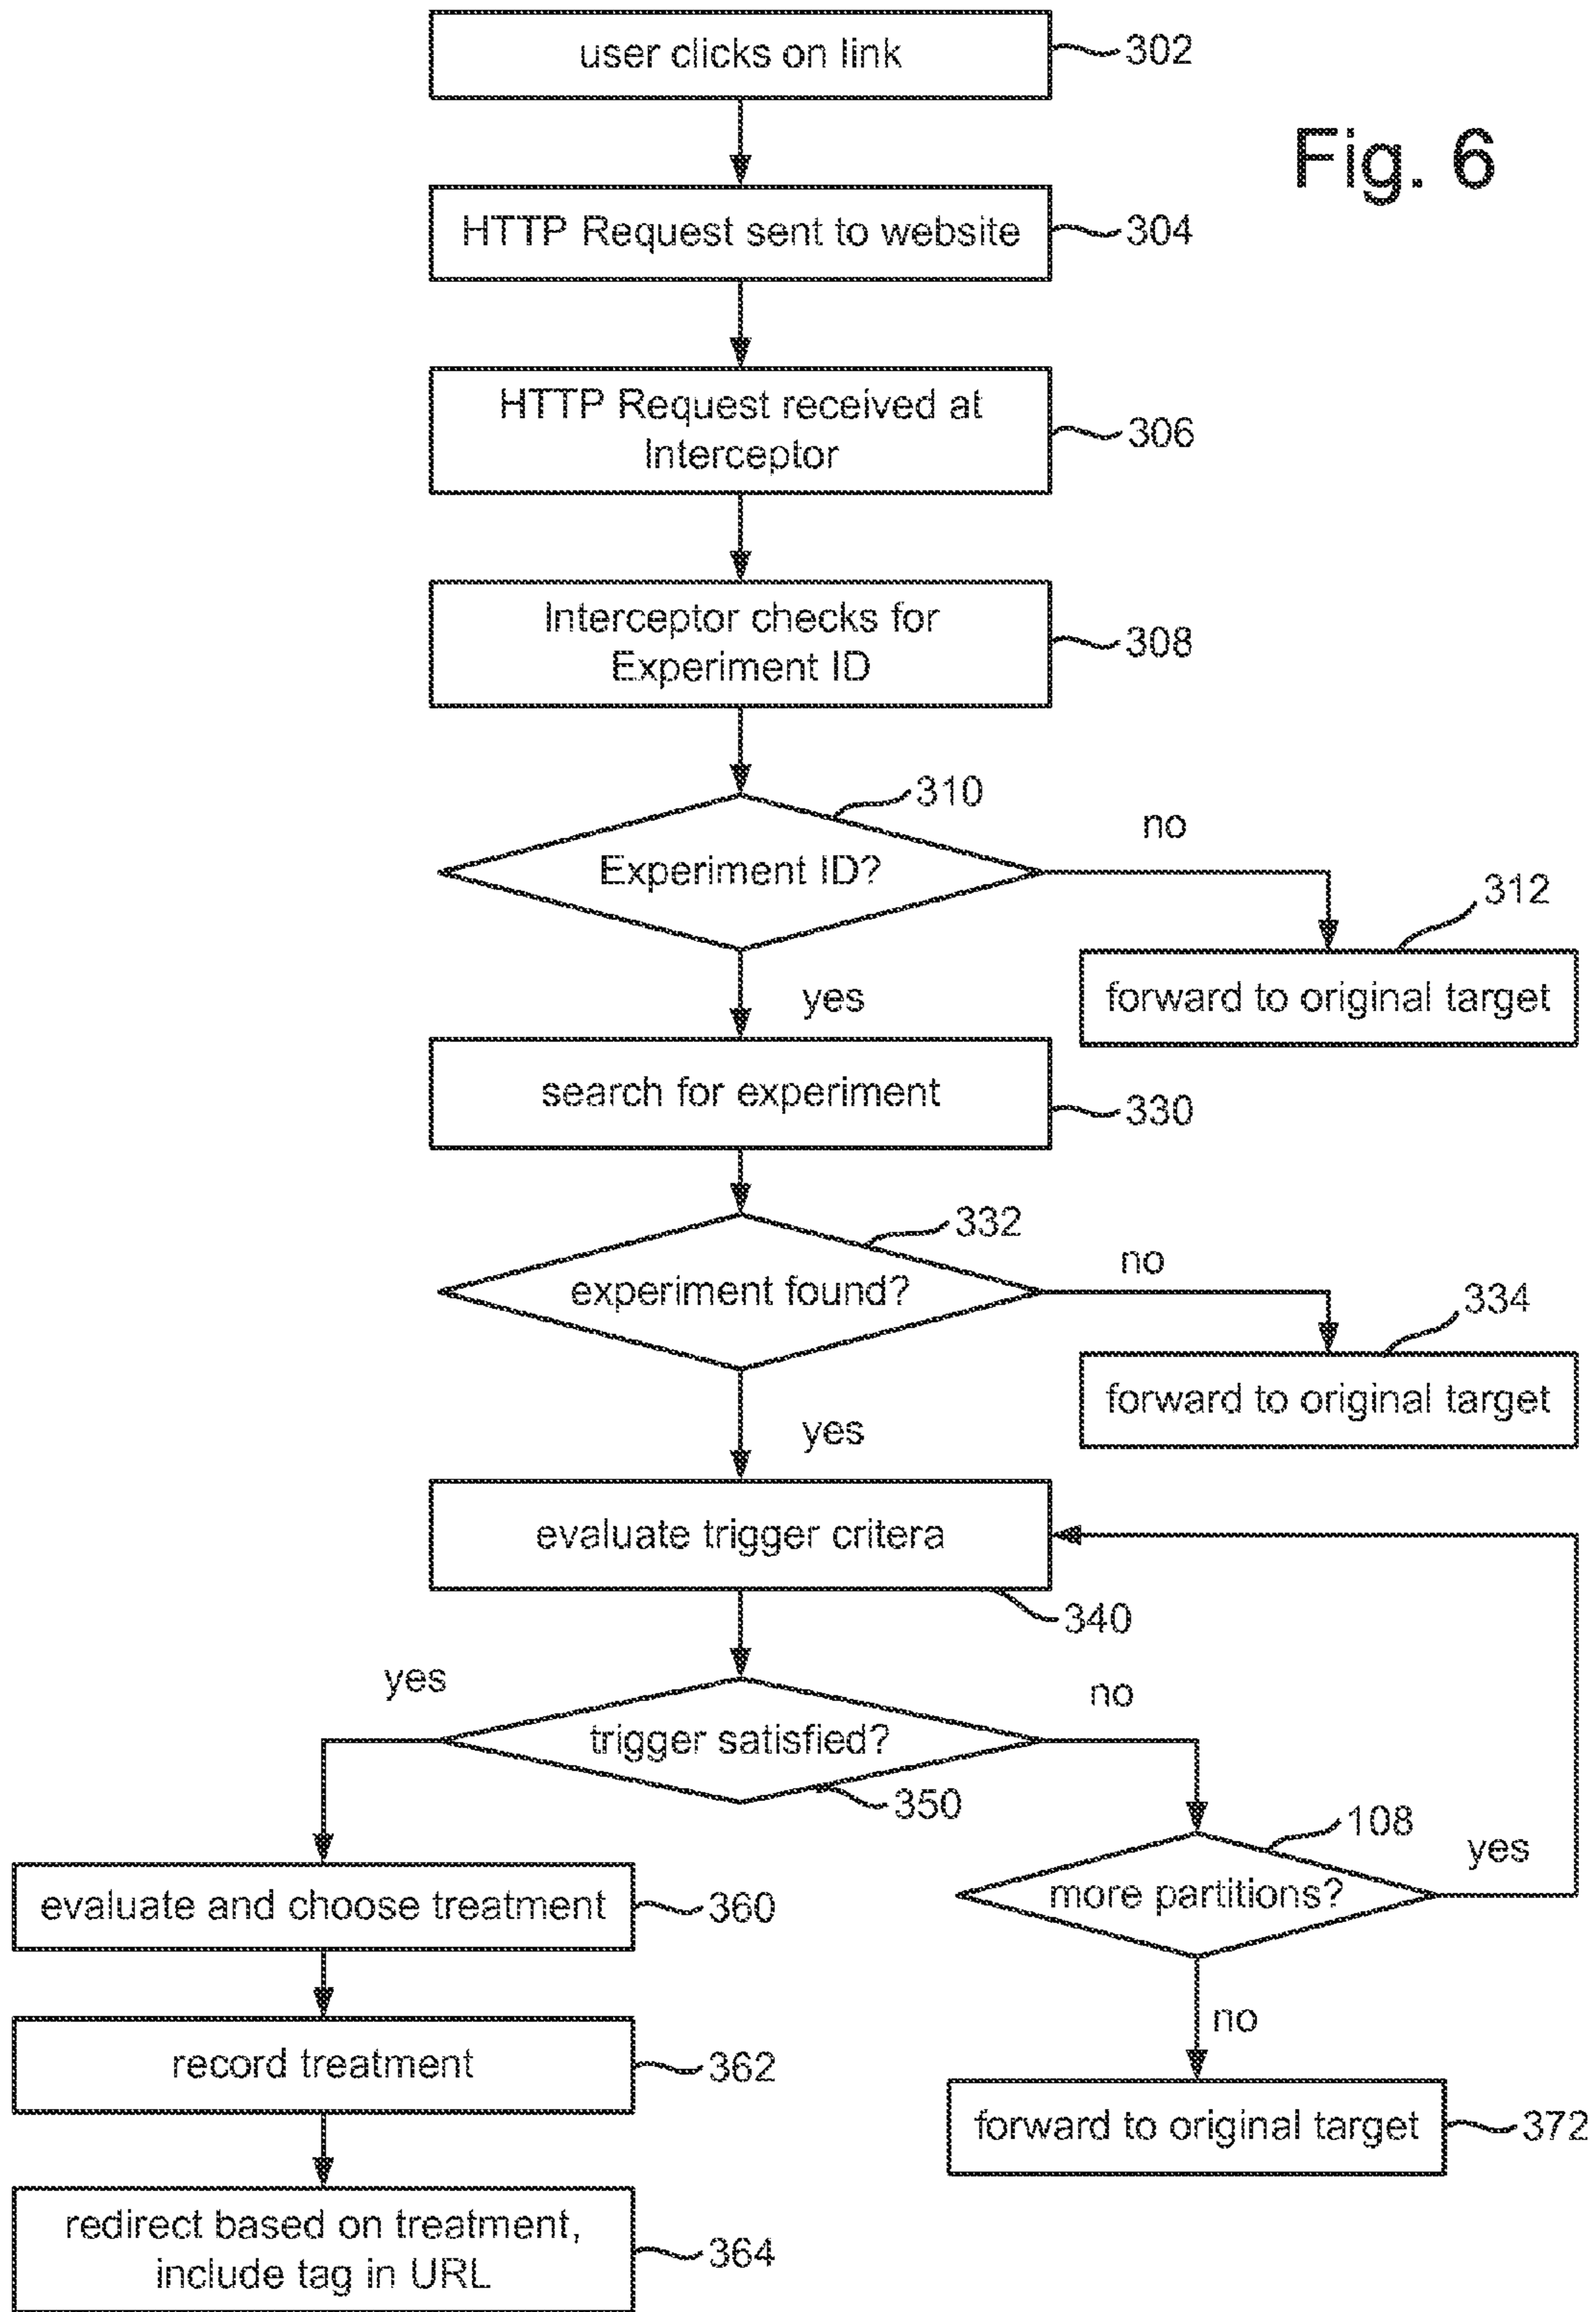 user clicks on link
302
Fig. 6
HTTP Request sent to website
304
HTTP Request received at
Interceptor
306
Interceptor checks for
Experiment ID
308
310
Experiment ID?
no
312
forward to original target
yes
search for experiment
330
332
experiment found?
no
334
forward to original target
yes
evaluate trigger critera
340
yes
no
trigger satisfied?
350
108
yes
more partitions?
evaluate and choose treatment
360
no
record treatment
362
forward to original target
372
redirect based on treatment,
include tag in URL
364